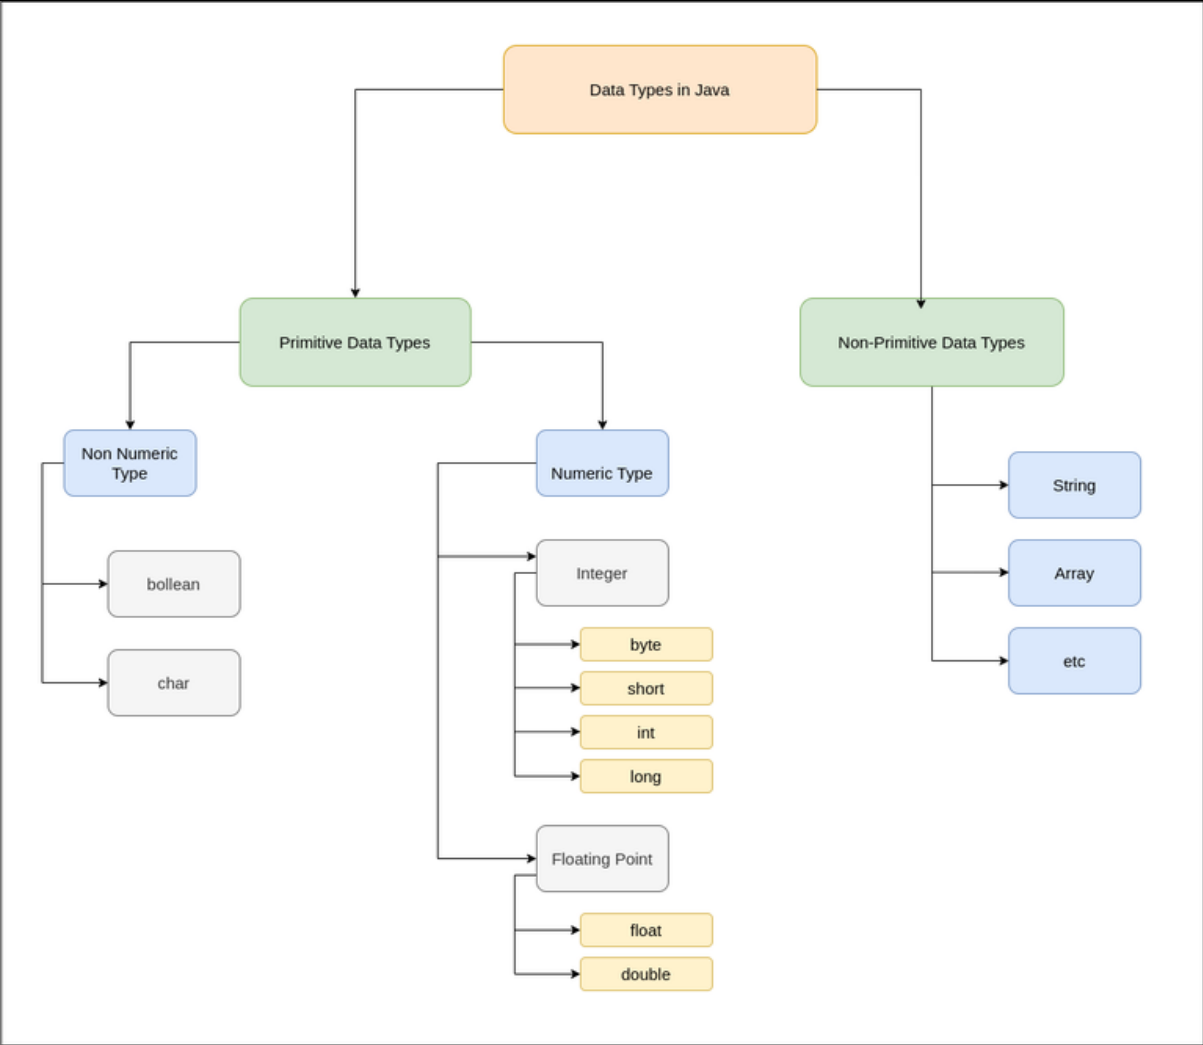 Data Types in Java
Primitive Data Types
Non-Primitive Data Types
Non Numeric
Type
Numeric Type
bollean
char
Integer
byte
short
int
long
Floating Point
float
double
String
Array
etc